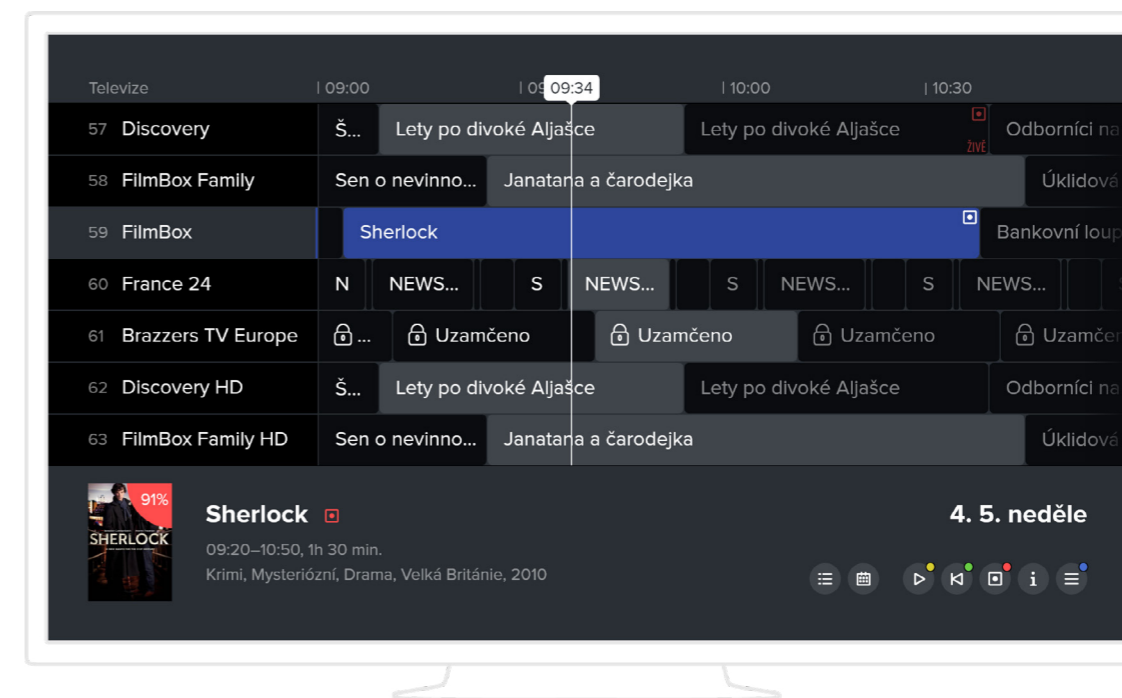 Televize | 09:00 | 09 09:34 | 10:00 | 10:30
57 Discovery Š... Lety po divoké Aljašce Lety po divoké Aljašce ŽIVĚ Odborníci na
58 FilmBox Family Sen o nevinno... Janatana a čarodejka Úklidová
59 FilmBox Sherlock Bankovní loup
60 France 24 N NEWS... S NEWS... S NEWS... S NEWS...
61 Brazzers TV Europe ... Uzamčeno Uzamčeno Uzamčeno Uzamčen
62 Discovery HD Š... Lety po divoké Aljašce Lety po divoké Aljašce Odborníci na
63 FilmBox Family HD Sen o nevinno... Janatana a čarodejka Úklidová
91%
SHERLOCK
Sherlock
4. 5. neděle
09:20–10:50, 1h 30 min.
Krimi, Mysteriózní, Drama, Velká Británie, 2010